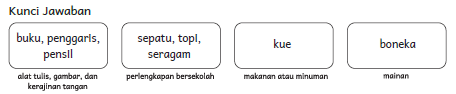 Kunci Jawaban
buku, penggaris,
pensil
sepatu, topi,
seragam
kue
boneka
alat tulis, gambar, dan
kerajinan tangan
perlengkapan bersekolah
makanan atau minuman
mainan